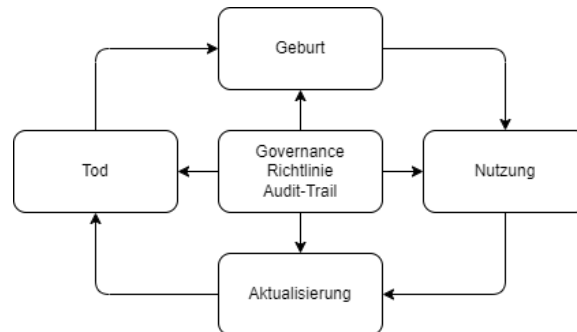 Geburt
Tod
Governance
Richtlinie
Audit-Trail
Nutzung
Aktualisierung